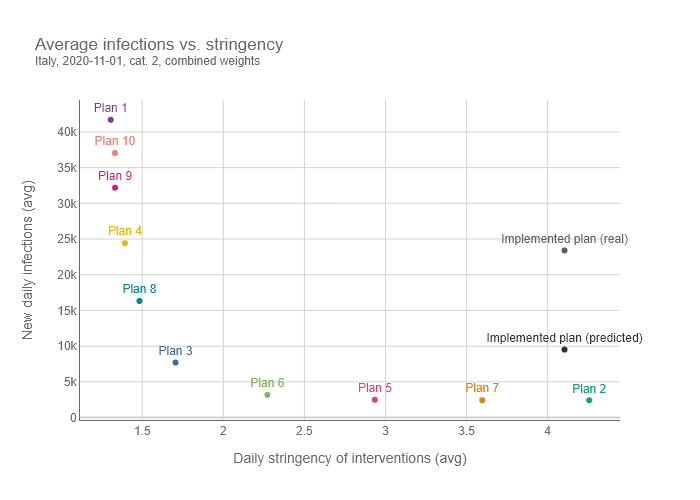 Average infections vs. stringency
Italy, 2020-11-01, cat. 2, combined weights
Plan 1
40k
Plan 10
35k
Plan 9
30k
Plan 4
25k
Implemented plan (real)
20k
Plan 8
15k
Implemented plan (predicted)
10k
Plan 3
5k
Plan 6
Plan 5
Plan 7
Plan 2
0
1.5
2
2.5
3
3.5
4
New daily infections (avg)
Daily stringency of interventions (avg)